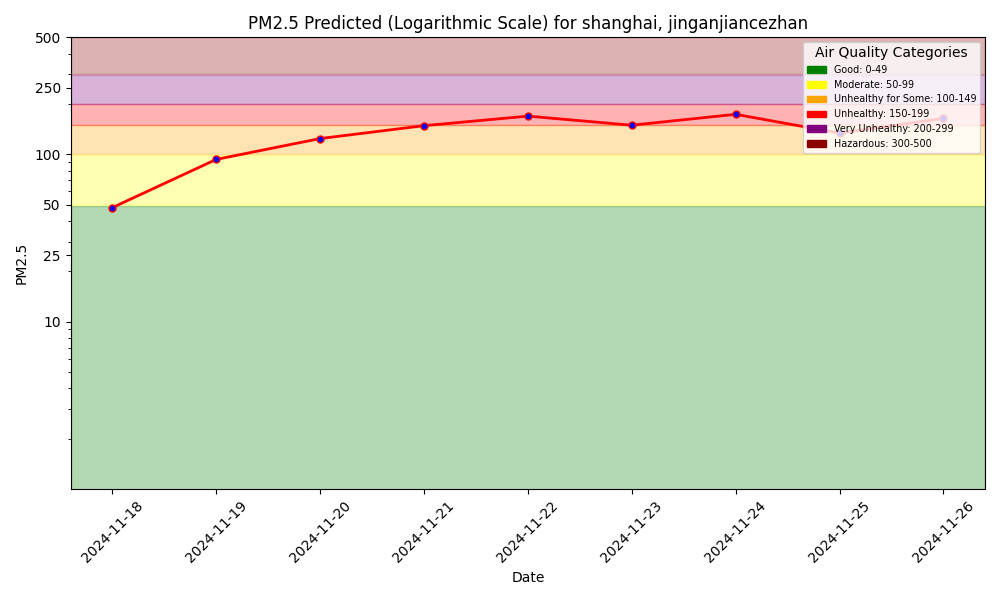 PM2.5 Predicted (Logarithmic Scale) for shanghai, jinganjiancezhan
500
250
100
50
25
10
PM2.5
Air Quality Categories
Good: 0-49
Moderate: 50-99
Unhealthy for Some: 100-149
Unhealthy: 150-199
Very Unhealthy: 200-299
Hazardous: 300-500
2024-11-18
2024-11-19
2024-11-20
2024-11-21
2024-11-22
2024-11-23
2024-11-24
2024-11-25
2024-11-26
Date